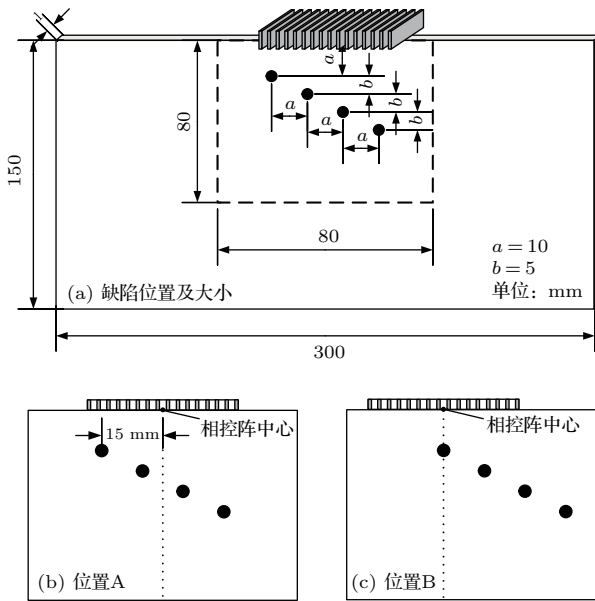 a
b
b
a
a
b
a
80
150
80
a = 10
b = 5
单位：mm
(a) 缺陷位置及大小
300
15 mm
相控阵中心
(b) 位置A
相控阵中心
(c) 位置B